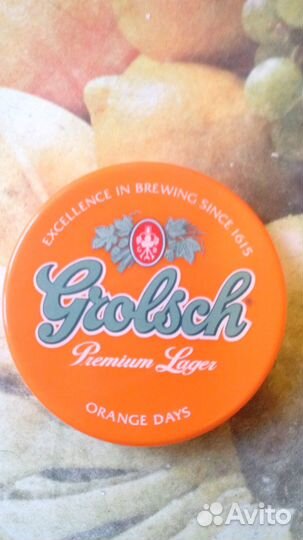 EXCELLENCE IN BREWING SINCE 1615
Grolsch
Premium Lager
ORANGE DAYS
Avito